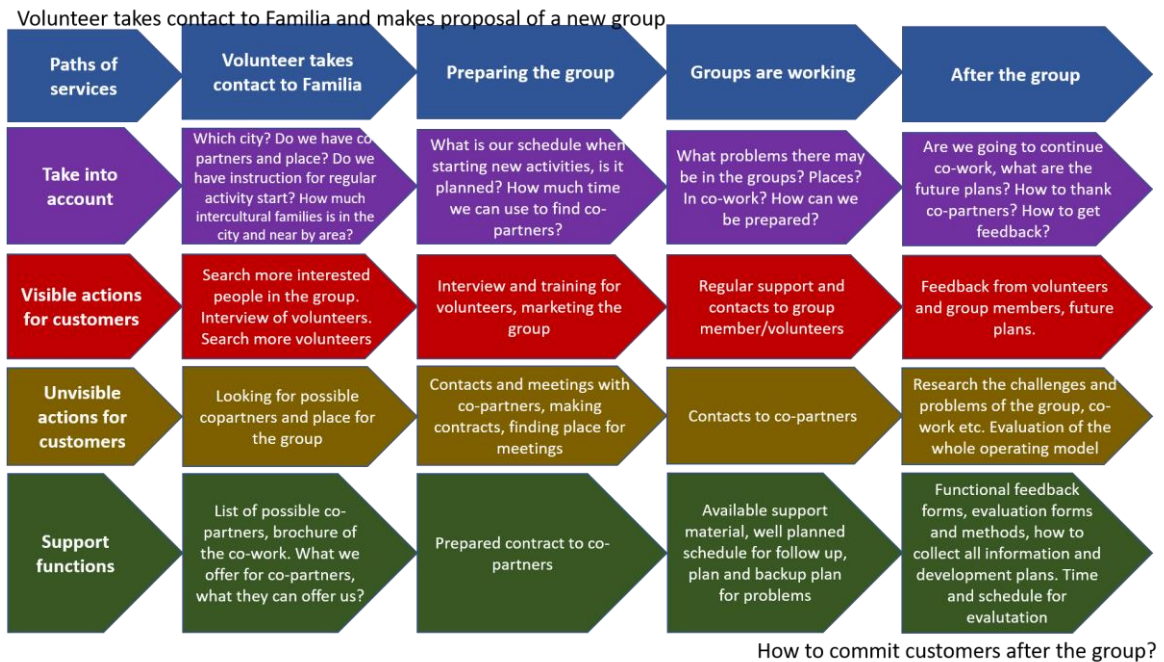 Volunteer takes contact to Familia and makes proposal of a new group
Paths of
services
Volunteer takes
contact to Familia
Preparing the group
Groups are working
After the group
Take into
account
Which city? Do we have co-
partners and place? Do we
have instruction for regular
activity start? How much
intercultural families is in the
city and near by area?
What is our schedule when
starting new activities, is it
planned? How much time
we can use to find co-
partners?
What problems there may
be in the groups? Places?
In co-work? How can we
be prepared?
Are we going to continue
co-work, what are the
future plans? How to thank
co-partners? How to get
feedback?
Visible actions
for customers
Search more interested
people in the group.
Interview of volunteers.
Search more volunteers
Interview and training for
volunteers, marketing the
group
Regular support and
contacts to group
member/volunteers
Feedback from volunteers
and group members, future
plans.
Unvisible
actions for
customers
Looking for possible
copartners and place for
the group
Contacts and meetings with
co-partners, making
contracts, finding place for
meetings
Contacts to co-partners
Research the challenges and
problems of the group, co-
work etc. Evaluation of the
whole operating model
Support
functions
List of possible co-
partners, brochure of
the co-work. What we
offer for co-partners,
what they can offer us?
Prepared contract to co-
partners
Available support
material, well planned
schedule for follow up,
plan and backup plan
for problems
Functional feedback
forms, evaluation forms
and methods, how to
collect all information and
development plans. Time
and schedule for
evalutation
How to commit customers after the group?